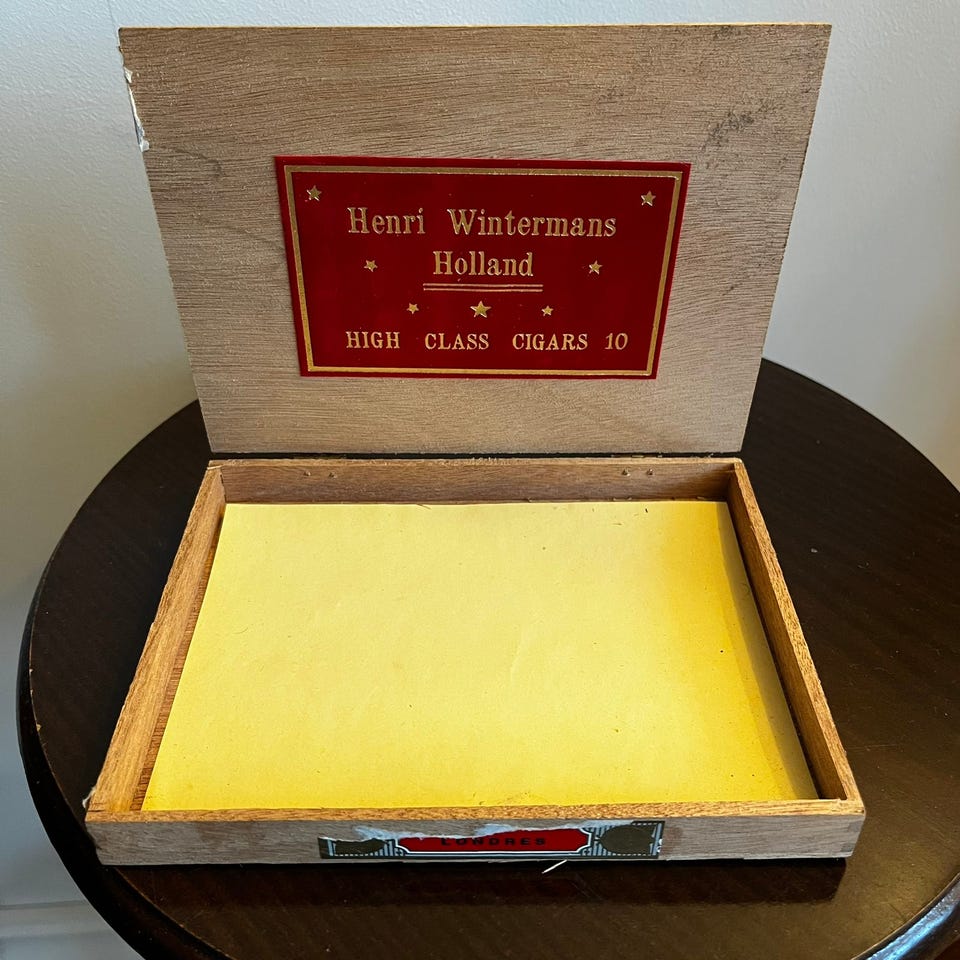 Henri Wintermans
Holland
HIGH CLASS CIGARS 10
LONDRES